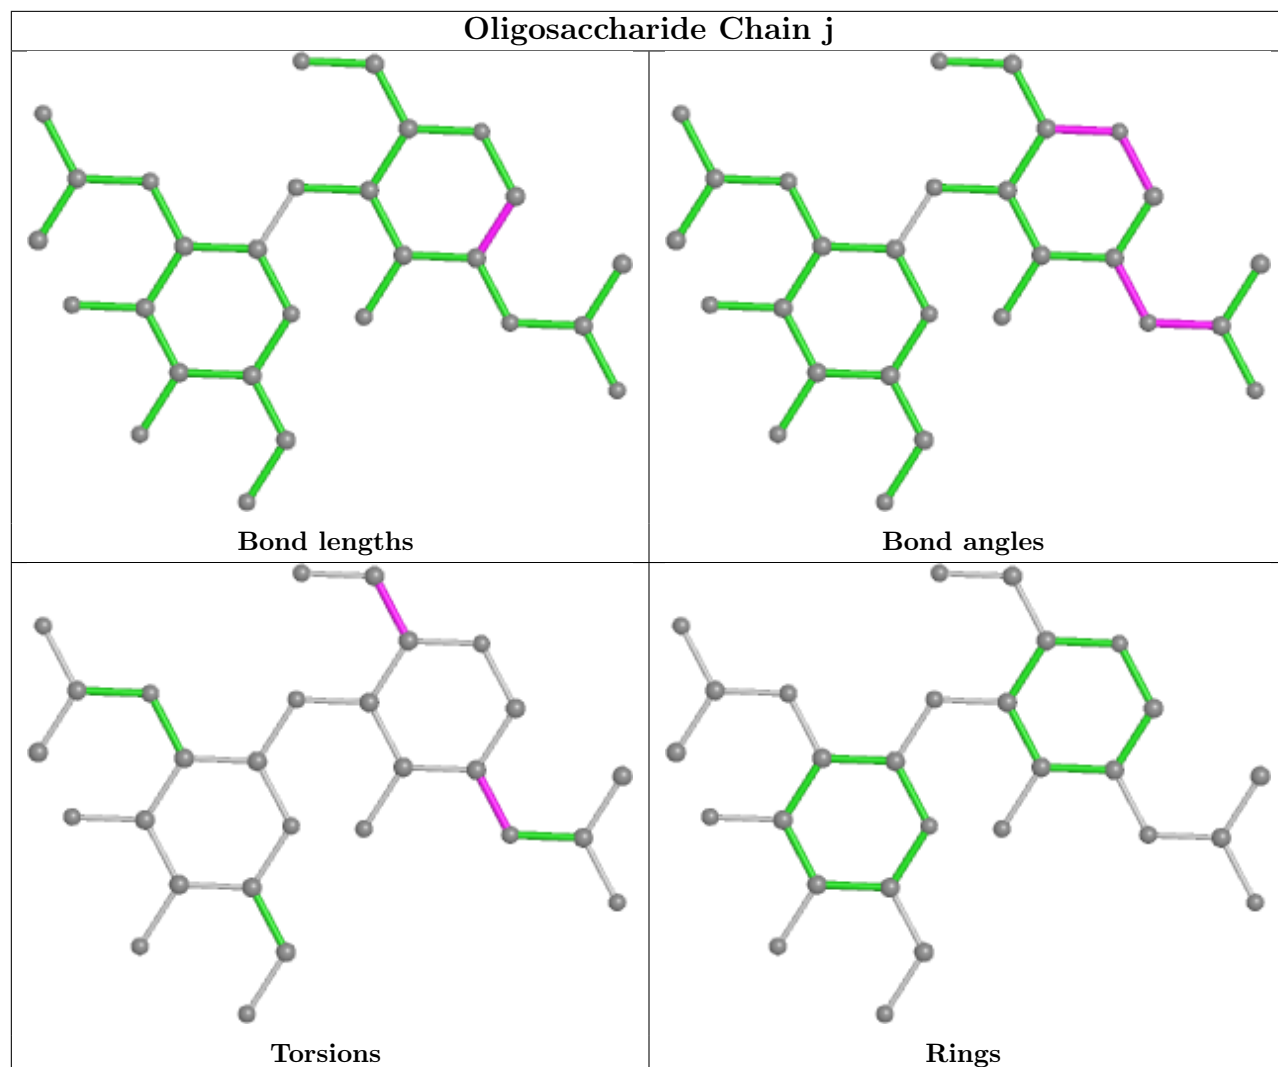 Oligosaccharide Chain j
Bond lengths
Bond angles
Torsions
Rings